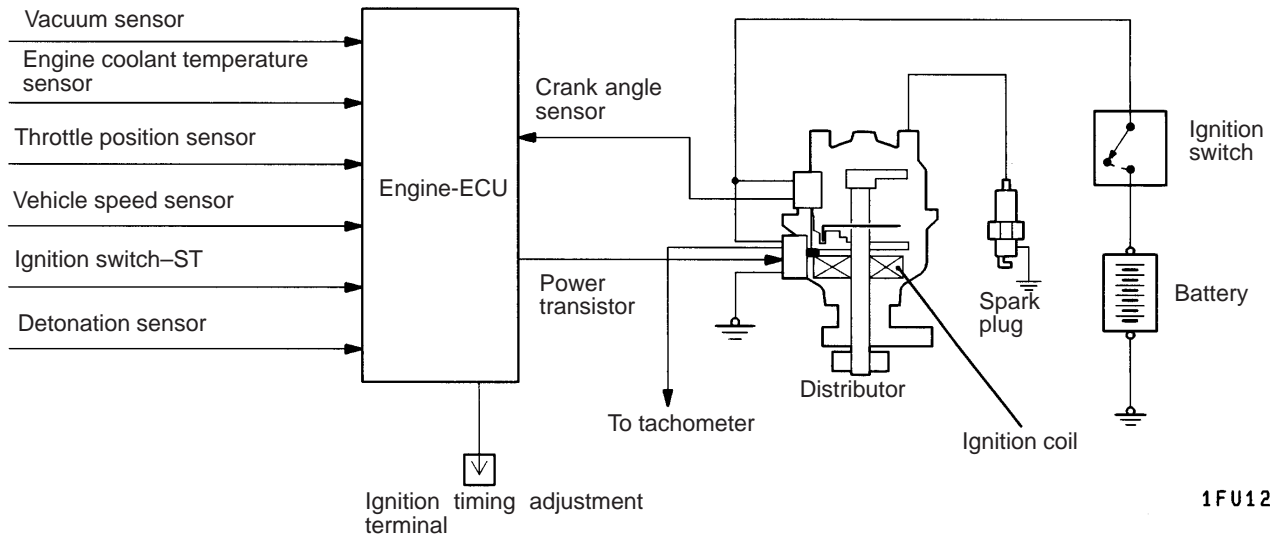 Vacuum sensor
Engine coolant temperature
sensor
Throttle position sensor
Vehicle speed sensor
Ignition switch–ST
Detonation sensor
Engine-ECU
Crank angle
sensor
Power
transistor
To tachometer
Ignition timing adjustment
terminal
Distributor
Ignition coil
Spark
plug
Ignition
switch
Battery
1FU12